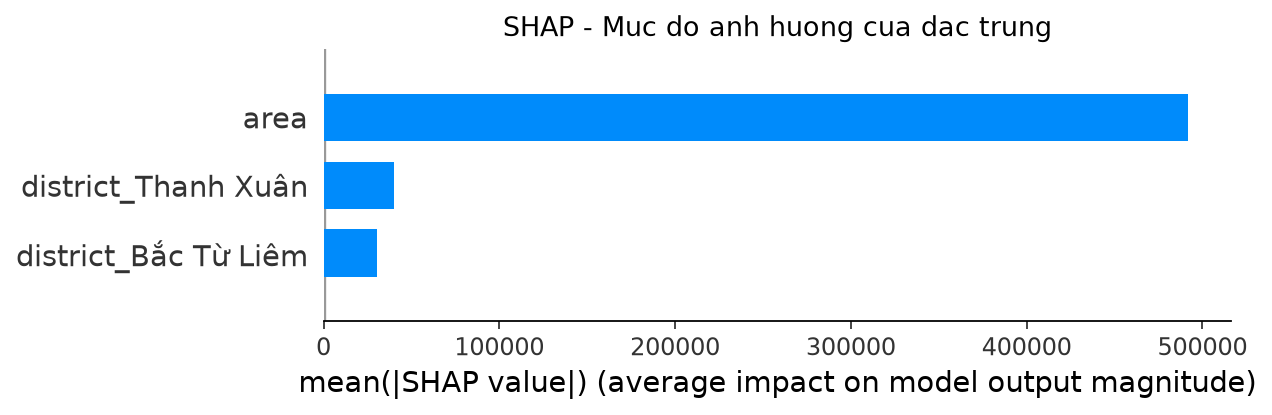 SHAP - Muc do anh huong cua dac trung
area
district_Thanh Xuân
district_Bắc Từ Liêm
0 100000 200000 300000 400000 500000
mean(|SHAP value|) (average impact on model output magnitude)